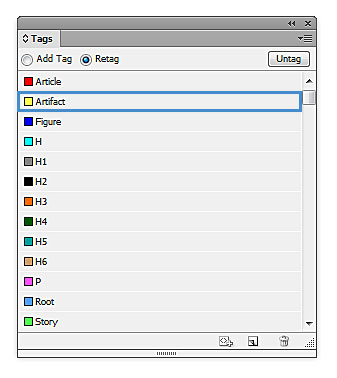 Tags
Add Tag Retag Untag
Article
Artifact
Figure
H
H1
H2
H3
H4
H5
H6
P
Root
Story